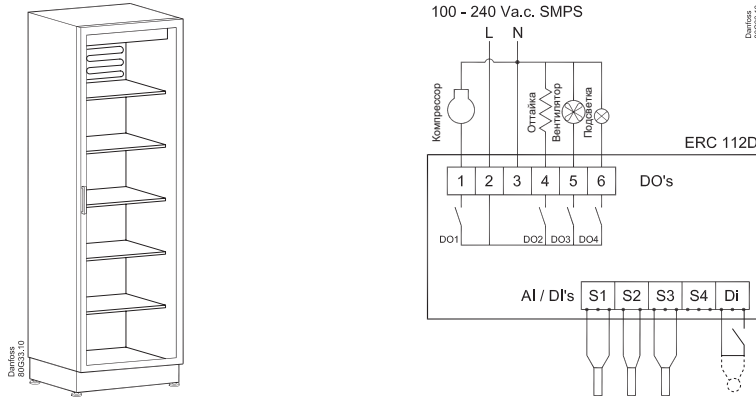 Danfoss
80G33.10
100 - 240 Va.c. SMPS
Danfoss
L N
Компрессор
Оттайка
Вентилятор
Подсветка
ERC 112D
1 2 3 4 5 6 DO's
DO1 DO2 DO3 DO4
AI / DI's S1 S2 S3 S4 Di